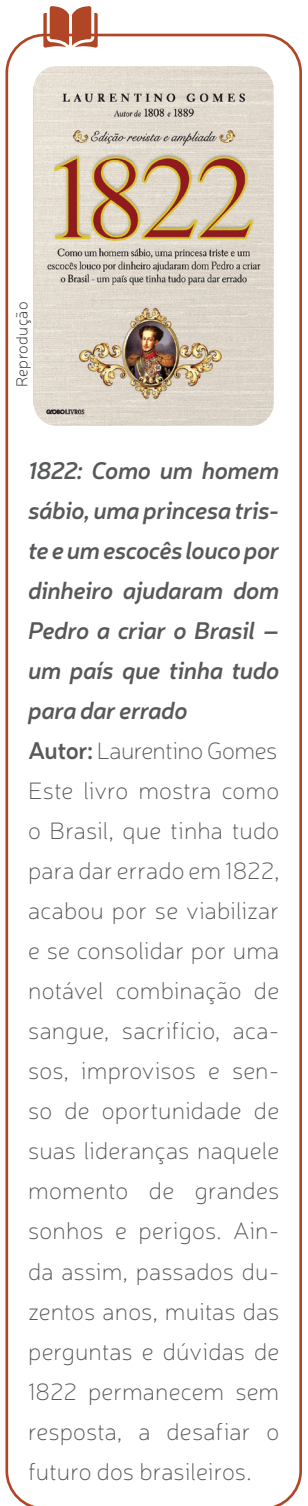 LAURENTINO GOMES
Autor de 1808 e 1889
Edição revista e ampliada
1822
Como um homem sábio, uma princesa triste e um
escocês louco por dinheiro ajudaram dom Pedro a criar
o Brasil – um país que tinha tudo para dar errado
GLOBOLIVROS
Reprodução
1822: Como um homem
sábio, uma princesa tris-
te e um escocês louco por
dinheiro ajudaram dom
Pedro a criar o Brasil –
um país que tinha tudo
para dar errado
Autor: Laurentino Gomes
Este livro mostra como
o Brasil, que tinha tudo
para dar errado em 1822,
acabou por se viabilizar
e se consolidar por uma
notável combinação de
sangue, sacrifício, aca-
sos, improvisos e sen-
so de oportunidade de
suas lideranças naquele
momento de grandes
sonhos e perigos. Ain-
da assim, passados du-
zentos anos, muitas das
perguntas e dúvidas de
1822 permanecem sem
resposta, a desafiar o
futuro dos brasileiros.